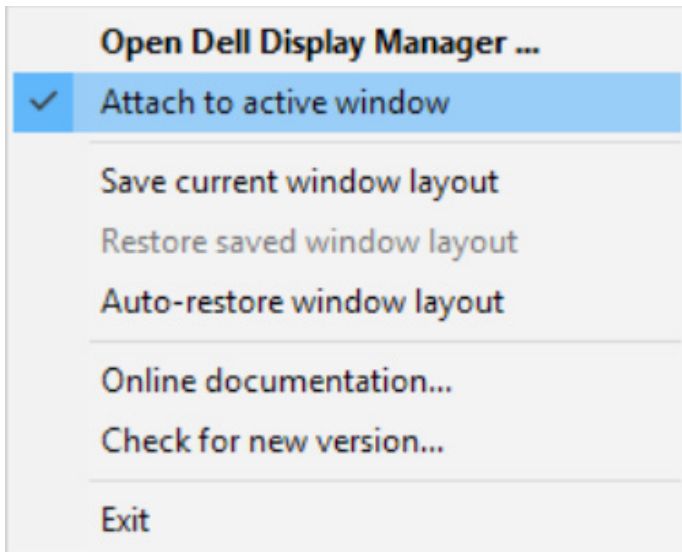 Open Dell Display Manager ...
Attach to active window
Save current window layout
Restore saved window layout
Auto-restore window layout
Online documentation...
Check for new version...
Exit